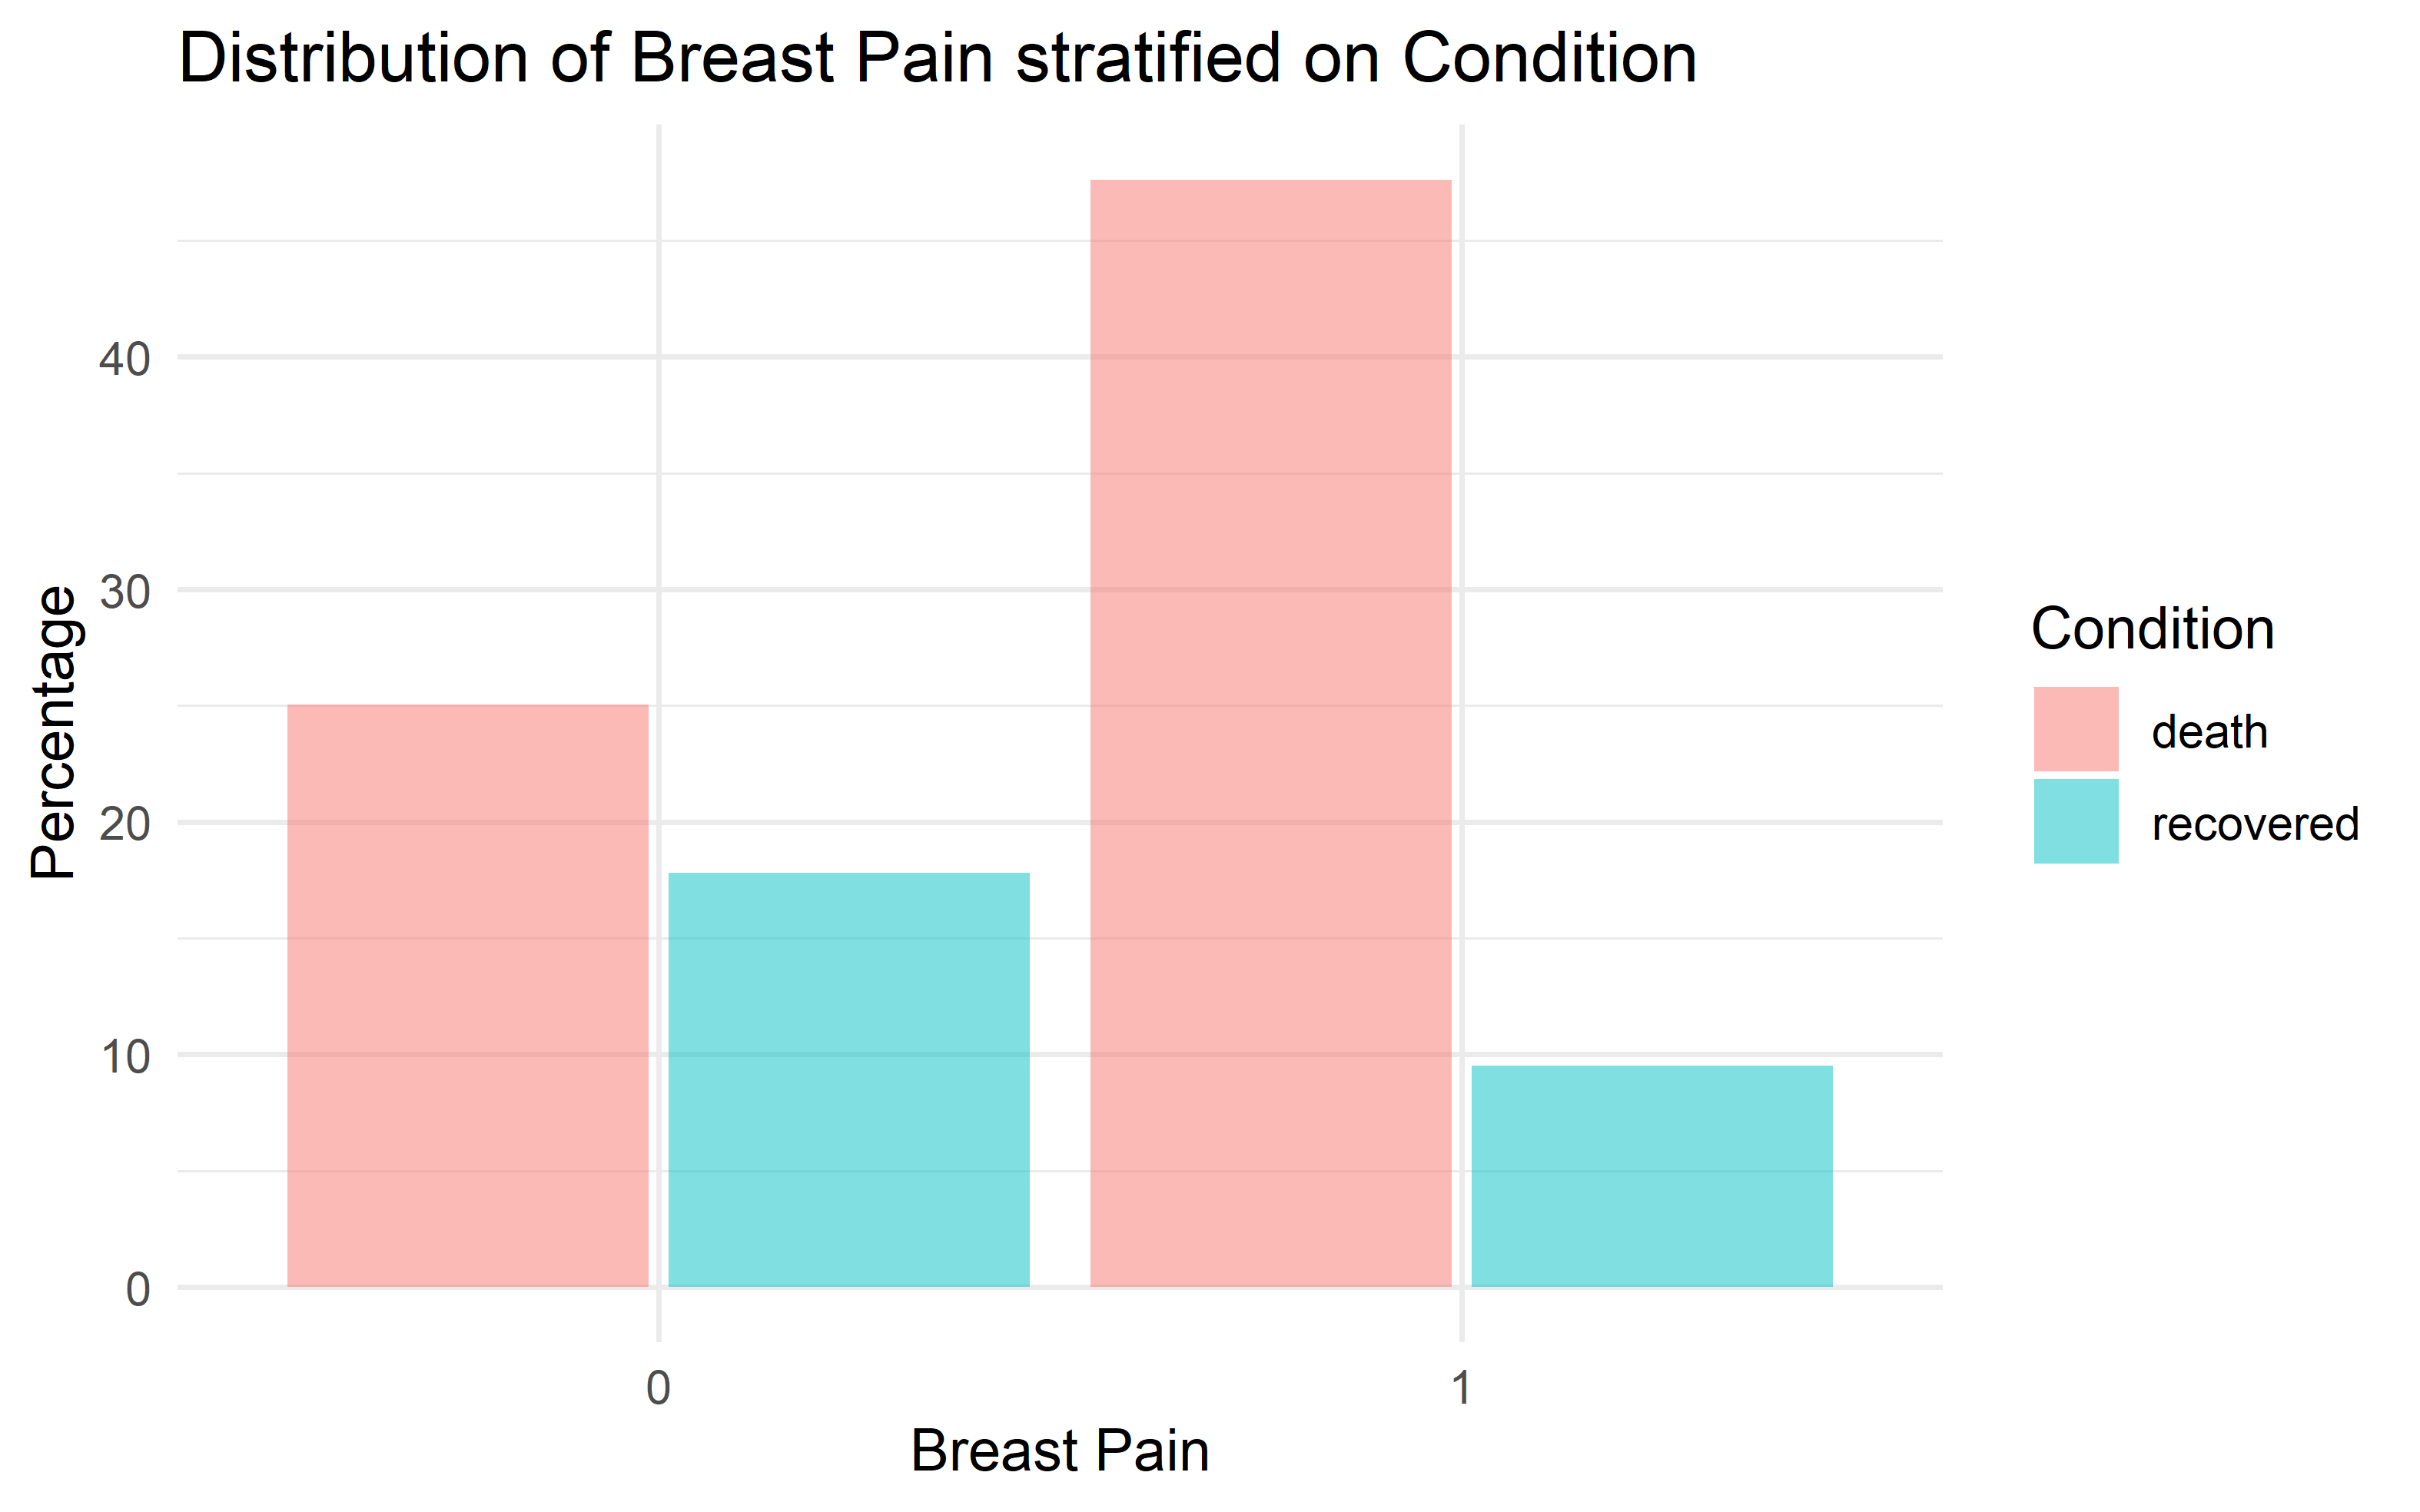 Distribution of Breast Pain stratified on Condition
Percentage
40
30
20
10
0
0 1
Breast Pain
Condition
death
recovered